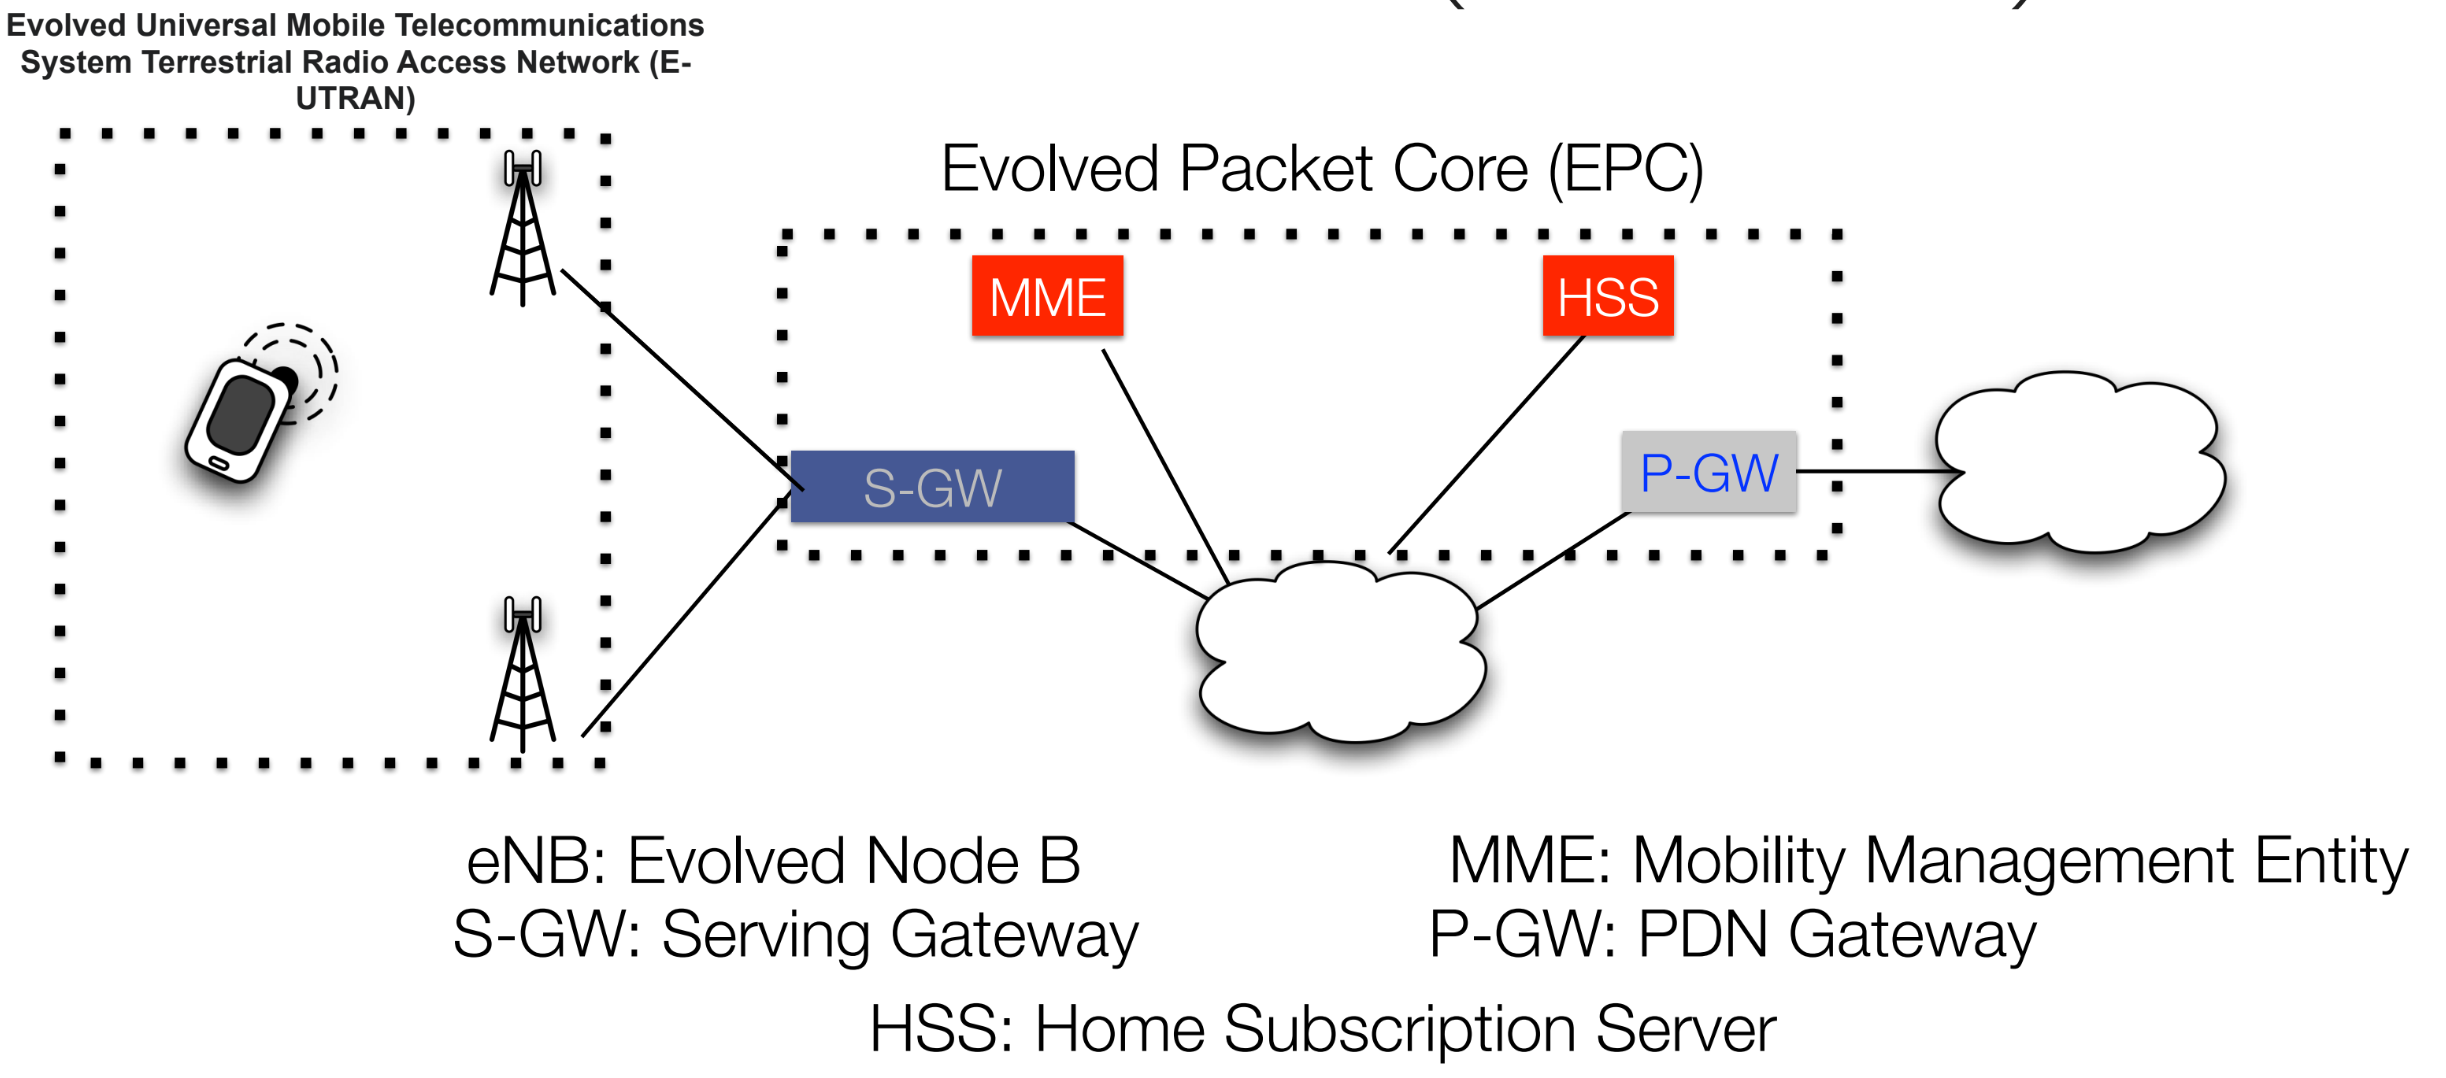 Evolved Universal Mobile Telecommunications
System Terrestrial Radio Access Network (E-
UTRAN)
Evolved Packet Core (EPC)
MME
HSS
S-GW
P-GW
eNB: Evolved Node B
MME: Mobility Management Entity
S-GW: Serving Gateway
P-GW: PDN Gateway
HSS: Home Subscription Server